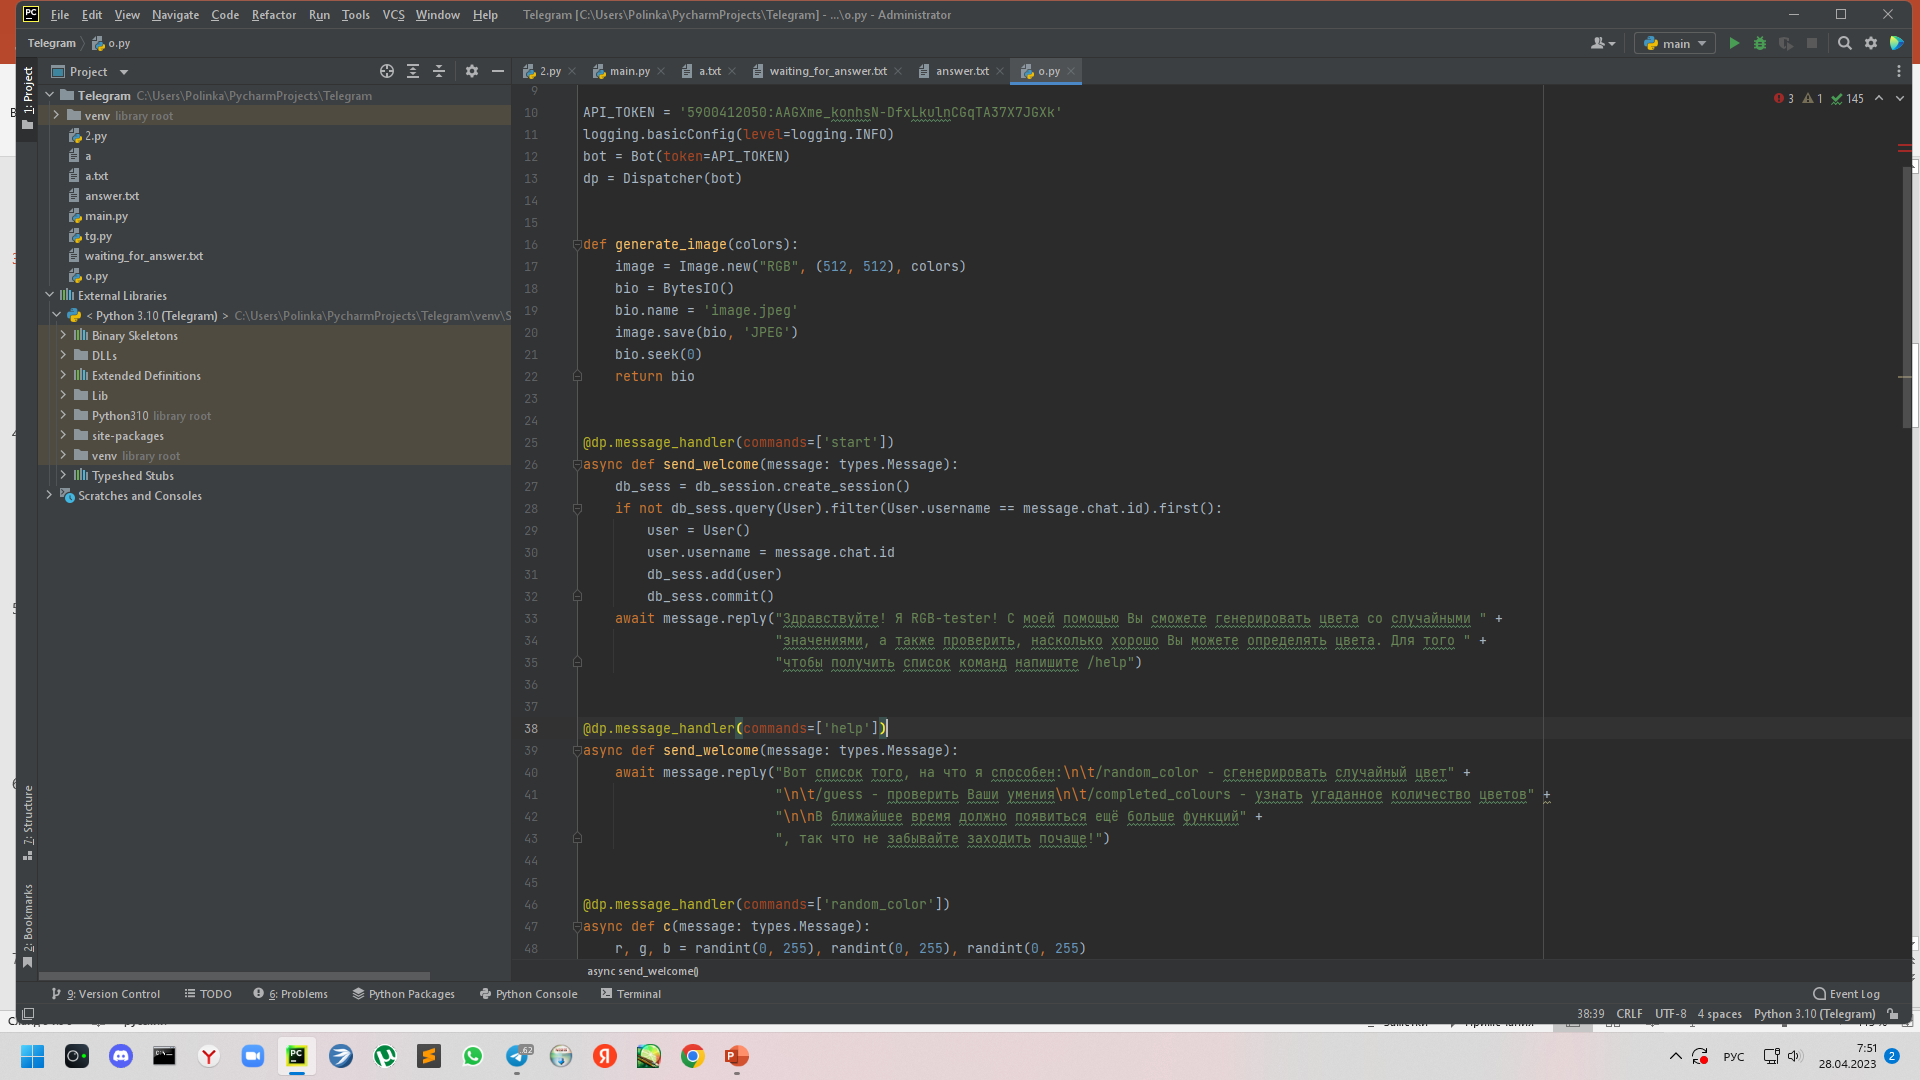 File Edit View Navigate Code Refactor Run Tools VCS Window Help Telegram [C:\Users\Polinka\PycharmProjects\Telegram] - ...\o.py - Administrator
Telegram o.py main
Project
2.py main.py a.txt waiting_for_answer.txt answer.txt o.py
1: Project
Telegram C:\Users\Polinka\PycharmProjects\Telegram
venv library root
2.py
a
a.txt
answer.txt
main.py
tg.py
waiting_for_answer.txt
o.py
External Libraries
< Python 3.10 (Telegram) > C:\Users\Polinka\PycharmProjects\Telegram\venv\S
Binary Skeletons
DLLs
Extended Definitions
Lib
Python310 library root
site-packages
venv library root
Typeshed Stubs
Scratches and Consoles
7: Structure
2: Bookmarks
3 1 145
9
10 API_TOKEN = '5900412050:AAGXme_konhsN-DfxLkulnCGqTA37X7JGXk'
11 logging.basicConfig(level=logging.INFO)
12 bot = Bot(token=API_TOKEN)
13 dp = Dispatcher(bot)
14
15
16 def generate_image(colors):
17 image = Image.new("RGB", (512, 512), colors)
18 bio = BytesIO()
19 bio.name = 'image.jpeg'
20 image.save(bio, 'JPEG')
21 bio.seek(0)
22 return bio
23
24
25 @dp.message_handler(commands=['start'])
26 async def send_welcome(message: types.Message):
27 db_sess = db_session.create_session()
28 if not db_sess.query(User).filter(User.username == message.chat.id).first():
29 user = User()
30 user.username = message.chat.id
31 db_sess.add(user)
32 db_sess.commit()
33 await message.reply("Здравствуйте! Я RGB-tester! С моей помощью Вы сможете генерировать цвета со случайными " +
34 "значениями, а также проверить, насколько хорошо Вы можете определять цвета. Для того " +
35 "чтобы получить список команд напишите /help")
36
37
38 @dp.message_handler(commands=['help'])
39 async def send_welcome(message: types.Message):
40 await message.reply("Вот список того, на что я способен:\n\t/random_color - сгенерировать случайный цвет" +
41 "\n\t/guess - проверить Ваши умения\n\t/completed_colours - узнать угаданное количество цветов" +
42 "\n\nВ ближайшее время должно появиться ещё больше функций" +
43 ", так что не забывайте заходить почаще!")
44
45
46 @dp.message_handler(commands=['random_color'])
47 async def c(message: types.Message):
48 r, g, b = randint(0, 255), randint(0, 255), randint(0, 255)
async send_welcome()
9: Version Control TODO 6: Problems Python Packages Python Console Terminal Event Log
38:39 CRLF UTF-8 4 spaces Python 3.10 (Telegram)
62 РУС 7:51
28.04.2023 2